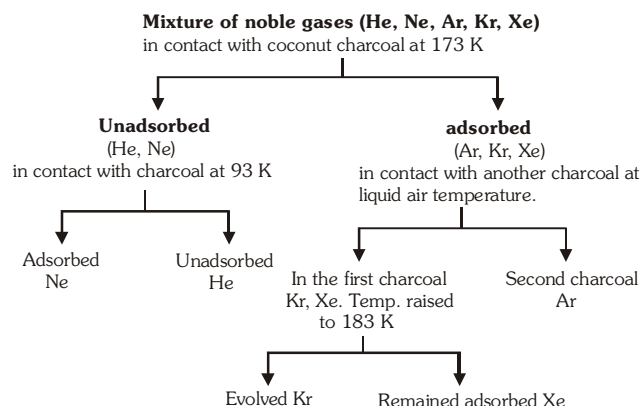 Mixture of noble gases (He, Ne, Ar, Kr, Xe)
in contact with coconut charcoal at 173 K
Unadsorbed
(He, Ne)
in contact with charcoal at 93 K
adsorbed
(Ar, Kr, Xe)
in contact with another charcoal at
liquid air temperature.
Adsorbed
Ne
Unadsorbed
He
In the first charcoal
Kr, Xe. Temp. raised
to 183 K
Second charcoal
Ar
Evolved Kr
Remained adsorbed Xe